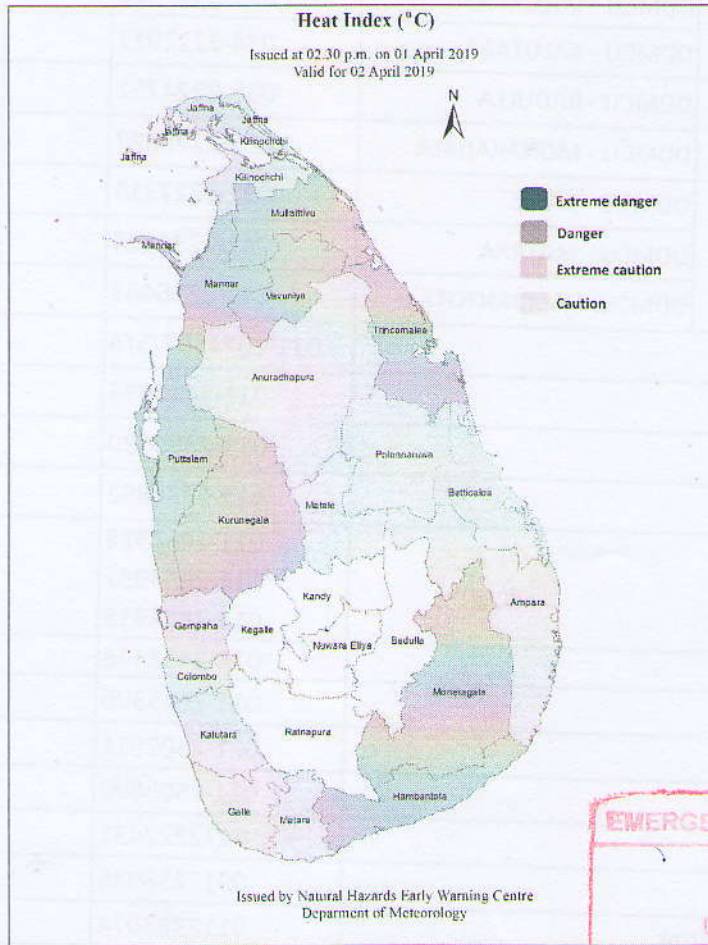 Heat Index (°C)
Issued at 02.30 p.m. on 01 April 2019
Valid for 02 April 2019
N
Jaffna
Jaffna
Jaffna
Jaffna
Kilinochchi
Kilinochchi
Mullaitivu
Mannar
Mannar
Vavuniya
Trincomalee
Anuradhapura
Puttalam
Polonnaruwa
Batticaloa
Matale
Kurunegala
Kandy
Ampara
Gampaha
Kegalle
Nuwara Eliya
Badulla
Colombo
Moneragala
Kalutara
Ratnapura
Hambantota
Galle
Matara
Extreme danger
Danger
Extreme caution
Caution
EMERGE
Issued by Natural Hazards Early Warning Centre
Deparment of Meteorology